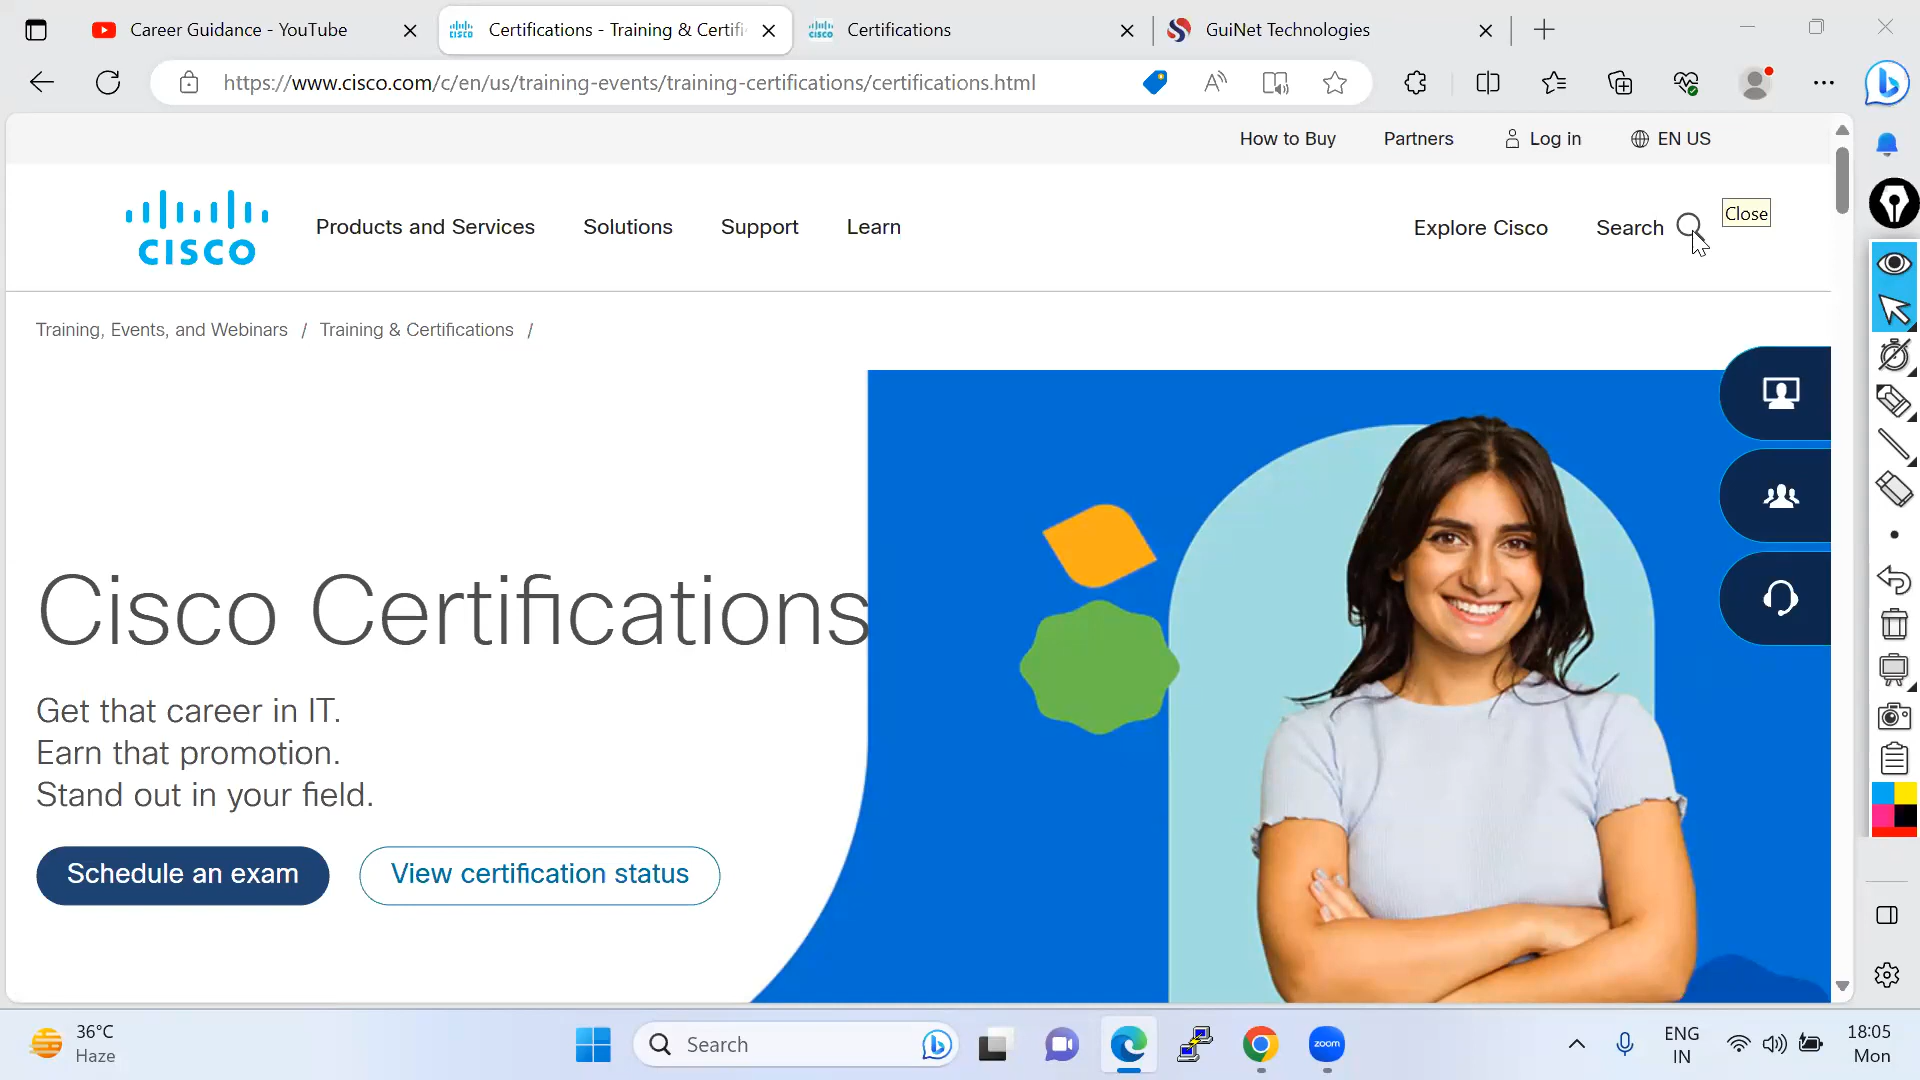 Career Guidance - YouTube
Certifications - Training & Certifi
Certifications
GuiNet Technologies
https://www.cisco.com/c/en/us/training-events/training-certifications/certifications.html
How to Buy
Partners
Log in
EN US
CISCO
Products and Services
Solutions
Support
Learn
Explore Cisco
Search
Close
Training, Events, and Webinars / Training & Certifications /
Cisco Certifications
Get that career in IT.
Earn that promotion.
Stand out in your field.
Schedule an exam
View certification status
36°C
Haze
Search
zoom
ENG
IN
18:05
Mon